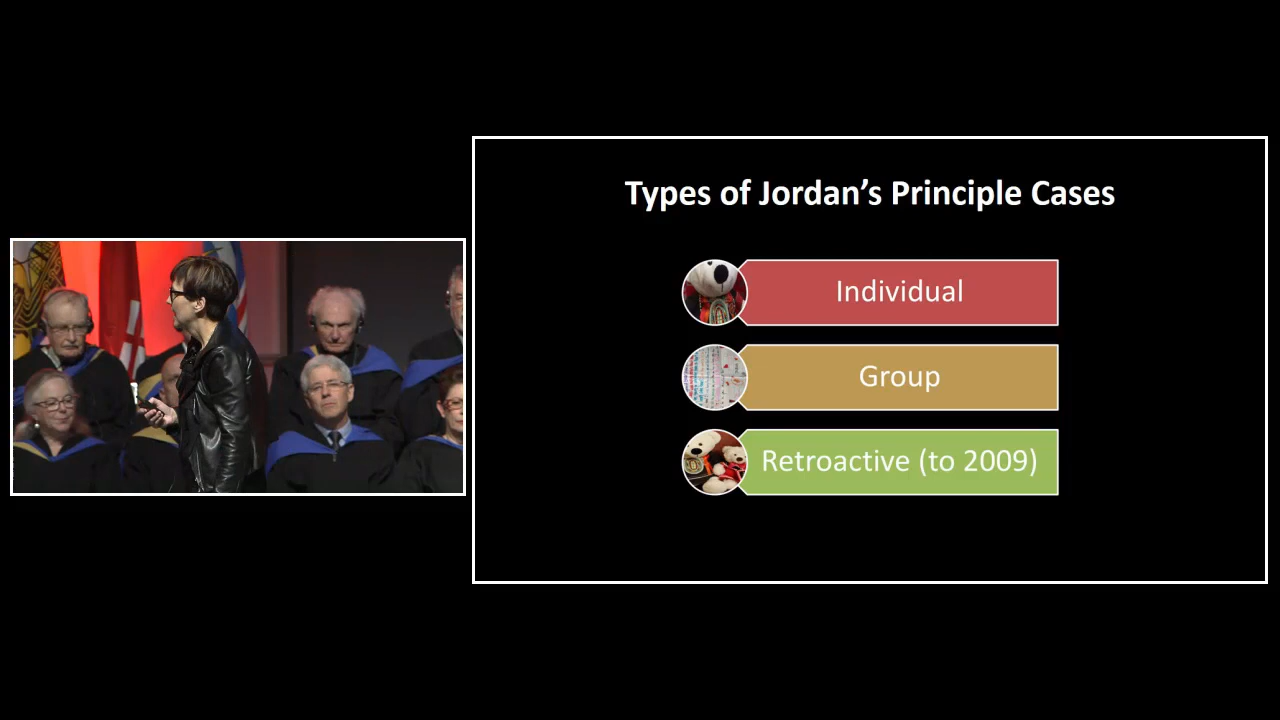 Types of Jordan's Principle Cases
Individual
Group
Retroactive (to 2009)